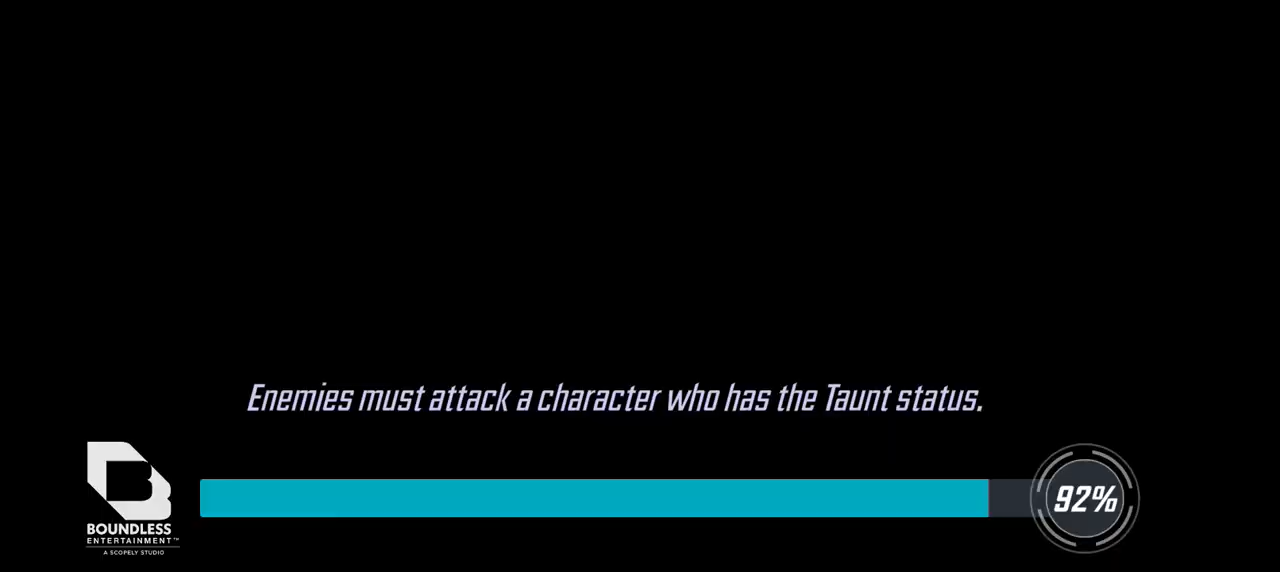 Enemies must attack a character who has the Taunt status.
92%
BOUNDLESS
ENTERTAINMENT™
A SCOPELY STUDIO